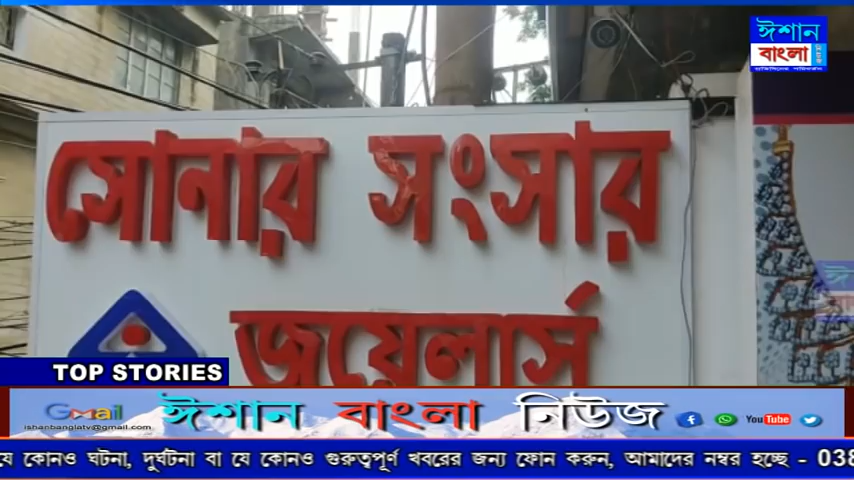 ঈশান
বাংলা
সোনার সংসার
জুয়েলার্স
TOP STORIES
Gmail
ishanbanglatv@gmail.com
ঈশান বাংলা নিউজ
YouTube
যে কোনও ঘটনা, দুর্ঘটনা বা যে কোনও গুরুত্বপূর্ণ খবরের জন্য ফোন করুন, আমাদের নম্বর হচ্ছে - 038